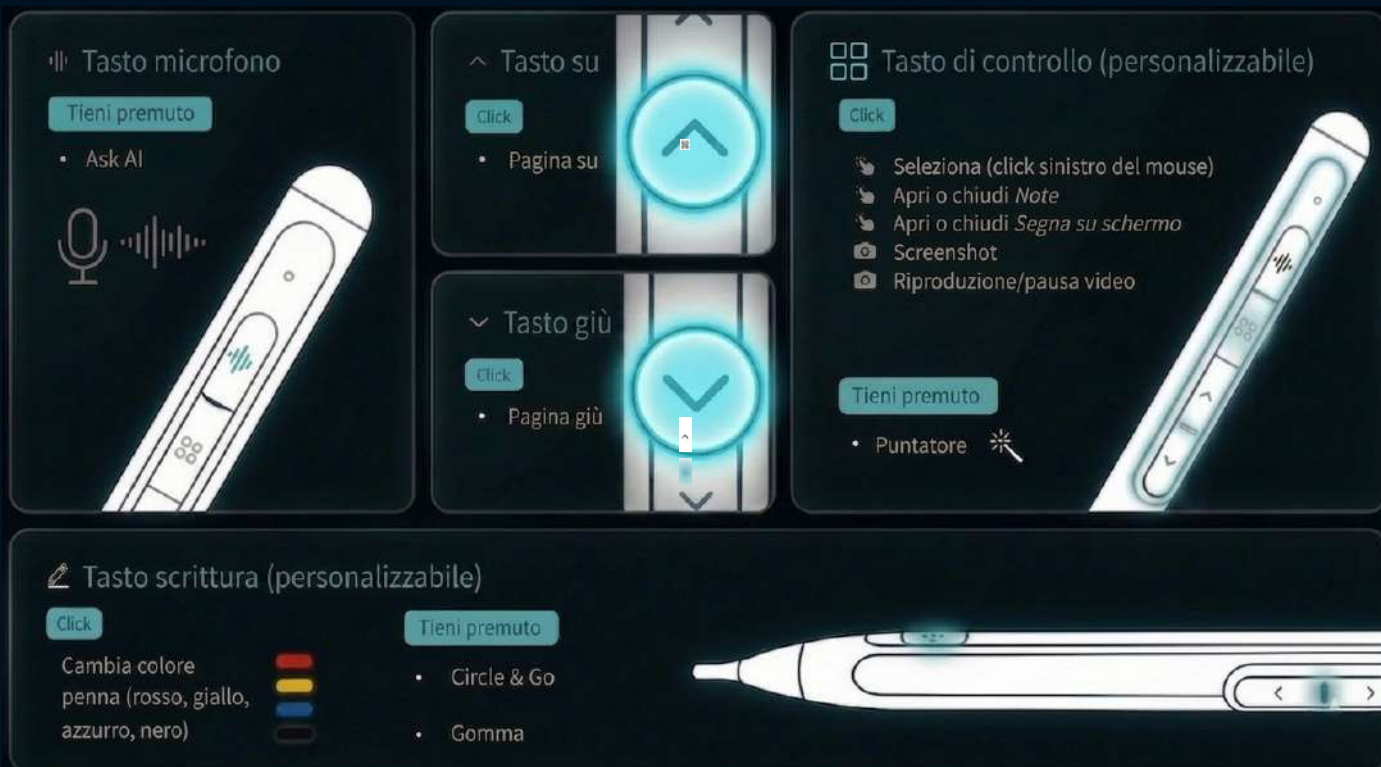 Tasto microfono
Tieni premuto
• Ask AI
Tasto su
Click
• Pagina su
Tasto giù
Click
• Pagina giù
Tasto di controllo (personalizzabile)
Click
Seleziona (click sinistro del mouse)
Apri o chiudi Note
Apri o chiudi Segna su schermo
Screenshot
Riproduzione/pausa video
Tieni premuto
• Puntatore
Tasto scrittura (personalizzabile)
Click
Cambia colore
penna (rosso, giallo,
azzurro, nero)
Tieni premuto
• Circle & Go
• Gomma